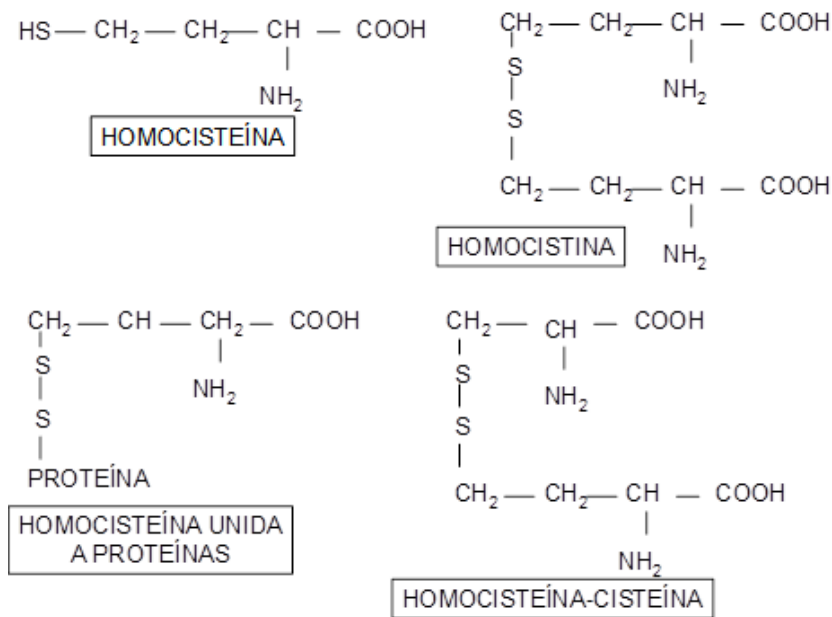 HS—CH₂ — CH₂ — CH — COOH
NH₂
HOMOCISTEÍNA
CH₂ — CH₂ — CH — COOH
S
NH₂
S
CH₂ — CH₂ — CH — COOH
NH₂
HOMOCISTINA
CH₂ — CH — CH₂ — COOH
S
NH₂
S
PROTEÍNA
HOMOCISTEÍNA UNIDA
A PROTEÍNAS
CH₂ — CH — COOH
S
NH₂
S
CH₂ — CH₂ — CH — COOH
NH₂
HOMOCISTEÍNA-CISTEÍNA